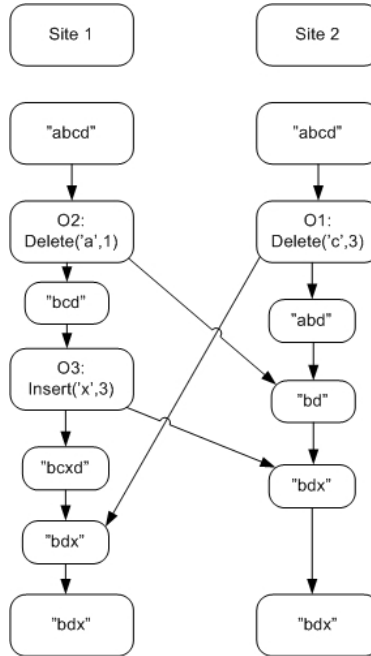 Site 1
Site 2
"abcd"
"abcd"
O2:
Delete('a',1)
O1:
Delete('c',3)
"bcd"
"abd"
O3:
Insert('x',3)
"bd"
"bcxd"
"bdx"
"bdx"
"bdx"
"bdx"